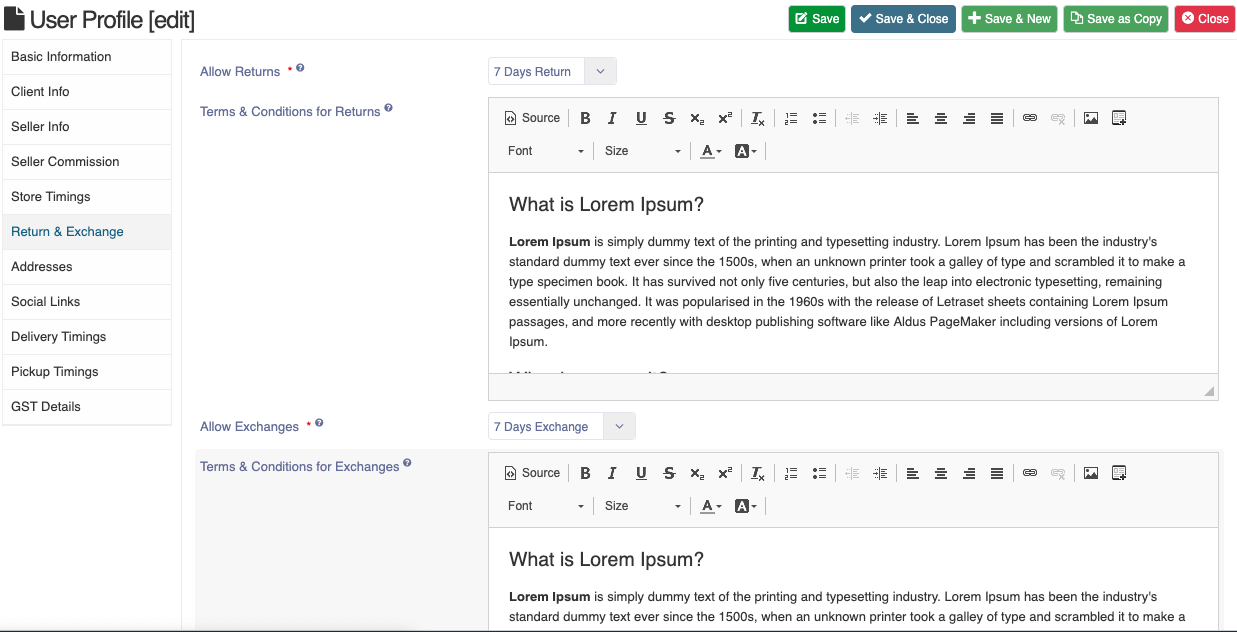 User Profile [edit]
Save
Save & Close
Save & New
Save as Copy
Close
Basic Information
Client Info
Seller Info
Seller Commission
Store Timings
Return & Exchange
Addresses
Social Links
Delivery Timings
Pickup Timings
GST Details
Allow Returns *
7 Days Return
Terms & Conditions for Returns
Source
Font
Size
What is Lorem Ipsum?
Lorem Ipsum is simply dummy text of the printing and typesetting industry. Lorem Ipsum has been the industry's
standard dummy text ever since the 1500s, when an unknown printer took a galley of type and scrambled it to make a
type specimen book. It has survived not only five centuries, but also the leap into electronic typesetting, remaining
essentially unchanged. It was popularised in the 1960s with the release of Letraset sheets containing Lorem Ipsum
passages, and more recently with desktop publishing software like Aldus PageMaker including versions of Lorem
Ipsum.
Allow Exchanges *
7 Days Exchange
Terms & Conditions for Exchanges
Source
Font
Size
What is Lorem Ipsum?
Lorem Ipsum is simply dummy text of the printing and typesetting industry. Lorem Ipsum has been the industry's
standard dummy text ever since the 1500s, when an unknown printer took a galley of type and scrambled it to make a